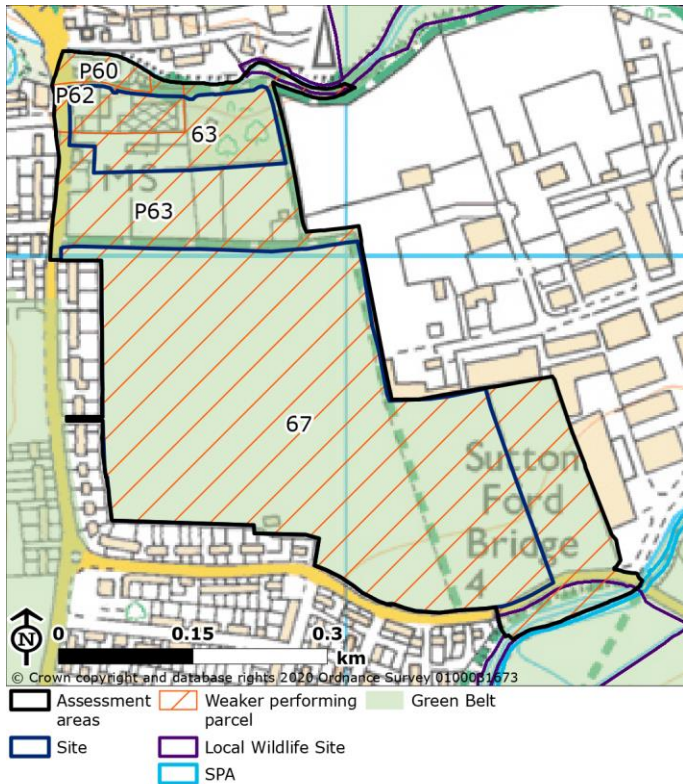 P60
P62
63
MS
P63
67
Sutton
Ford
Bridge
4
N
0 0.15 0.3
km
© Crown copyright and database rights 2020 Ordnance Survey 0100031673
Assessment areas
Weaker performing parcel
Green Belt
Site
Local Wildlife Site
SPA